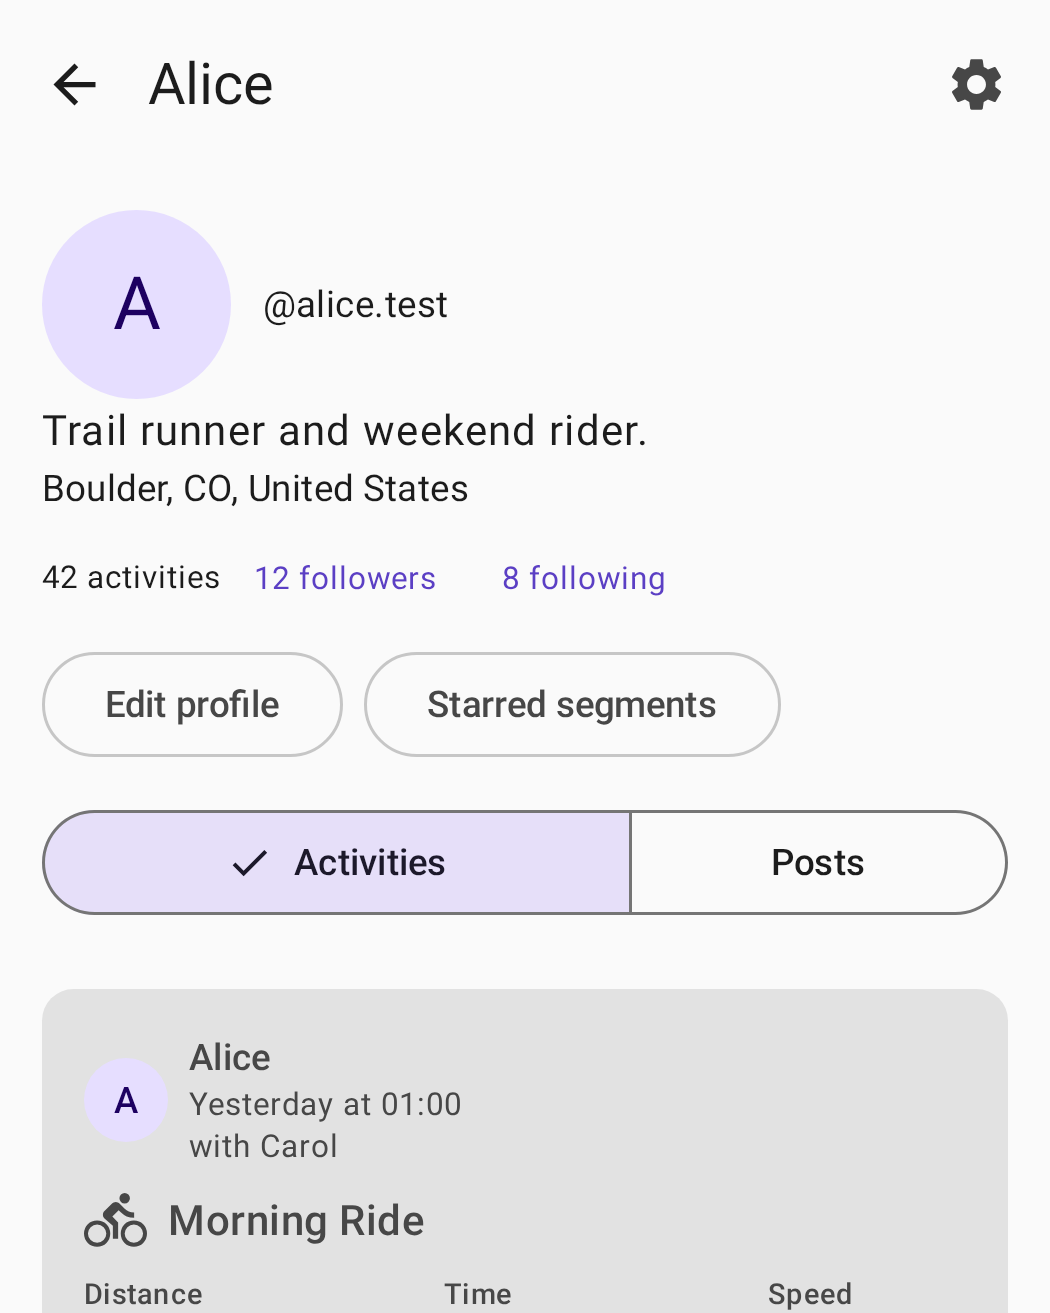 Alice
A
@alice.test
Trail runner and weekend rider.
Boulder, CO, United States
42 activities 12 followers 8 following
Edit profile Starred segments
Activities Posts
Alice
A
Yesterday at 01:00
with Carol
Morning Ride
Distance Time Speed